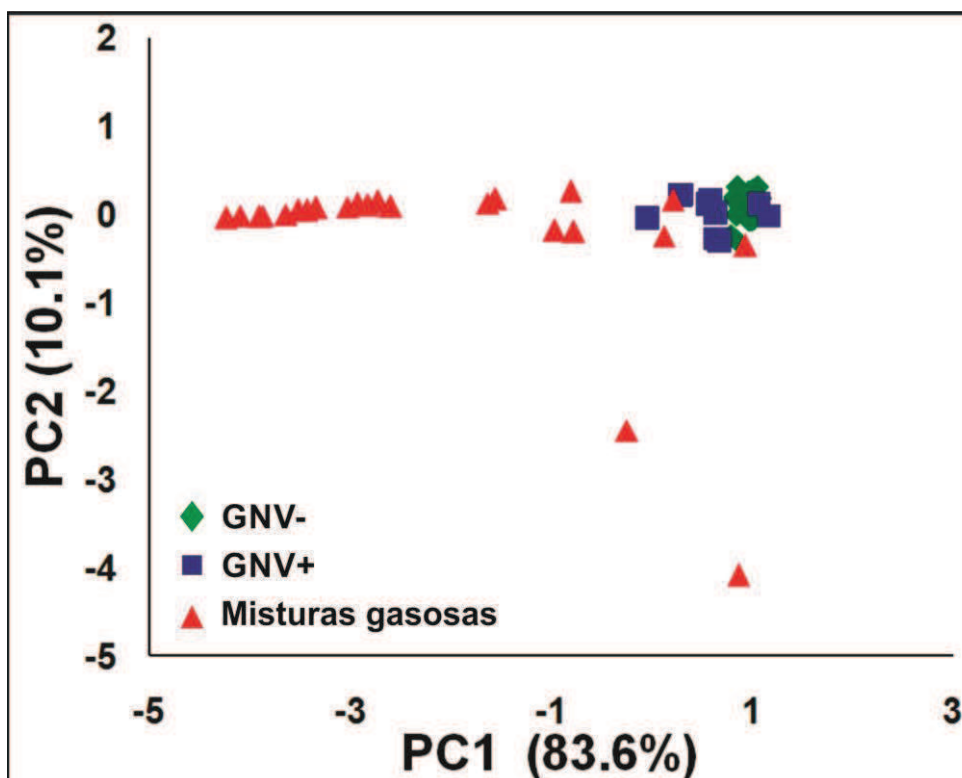 2
1
0
-1
-2
-3
-4
-5
PC2 (10.1%)
GNV-
GNV+
Misturas gasosas
-5 -3 -1 1 3
PC1 (83.6%)